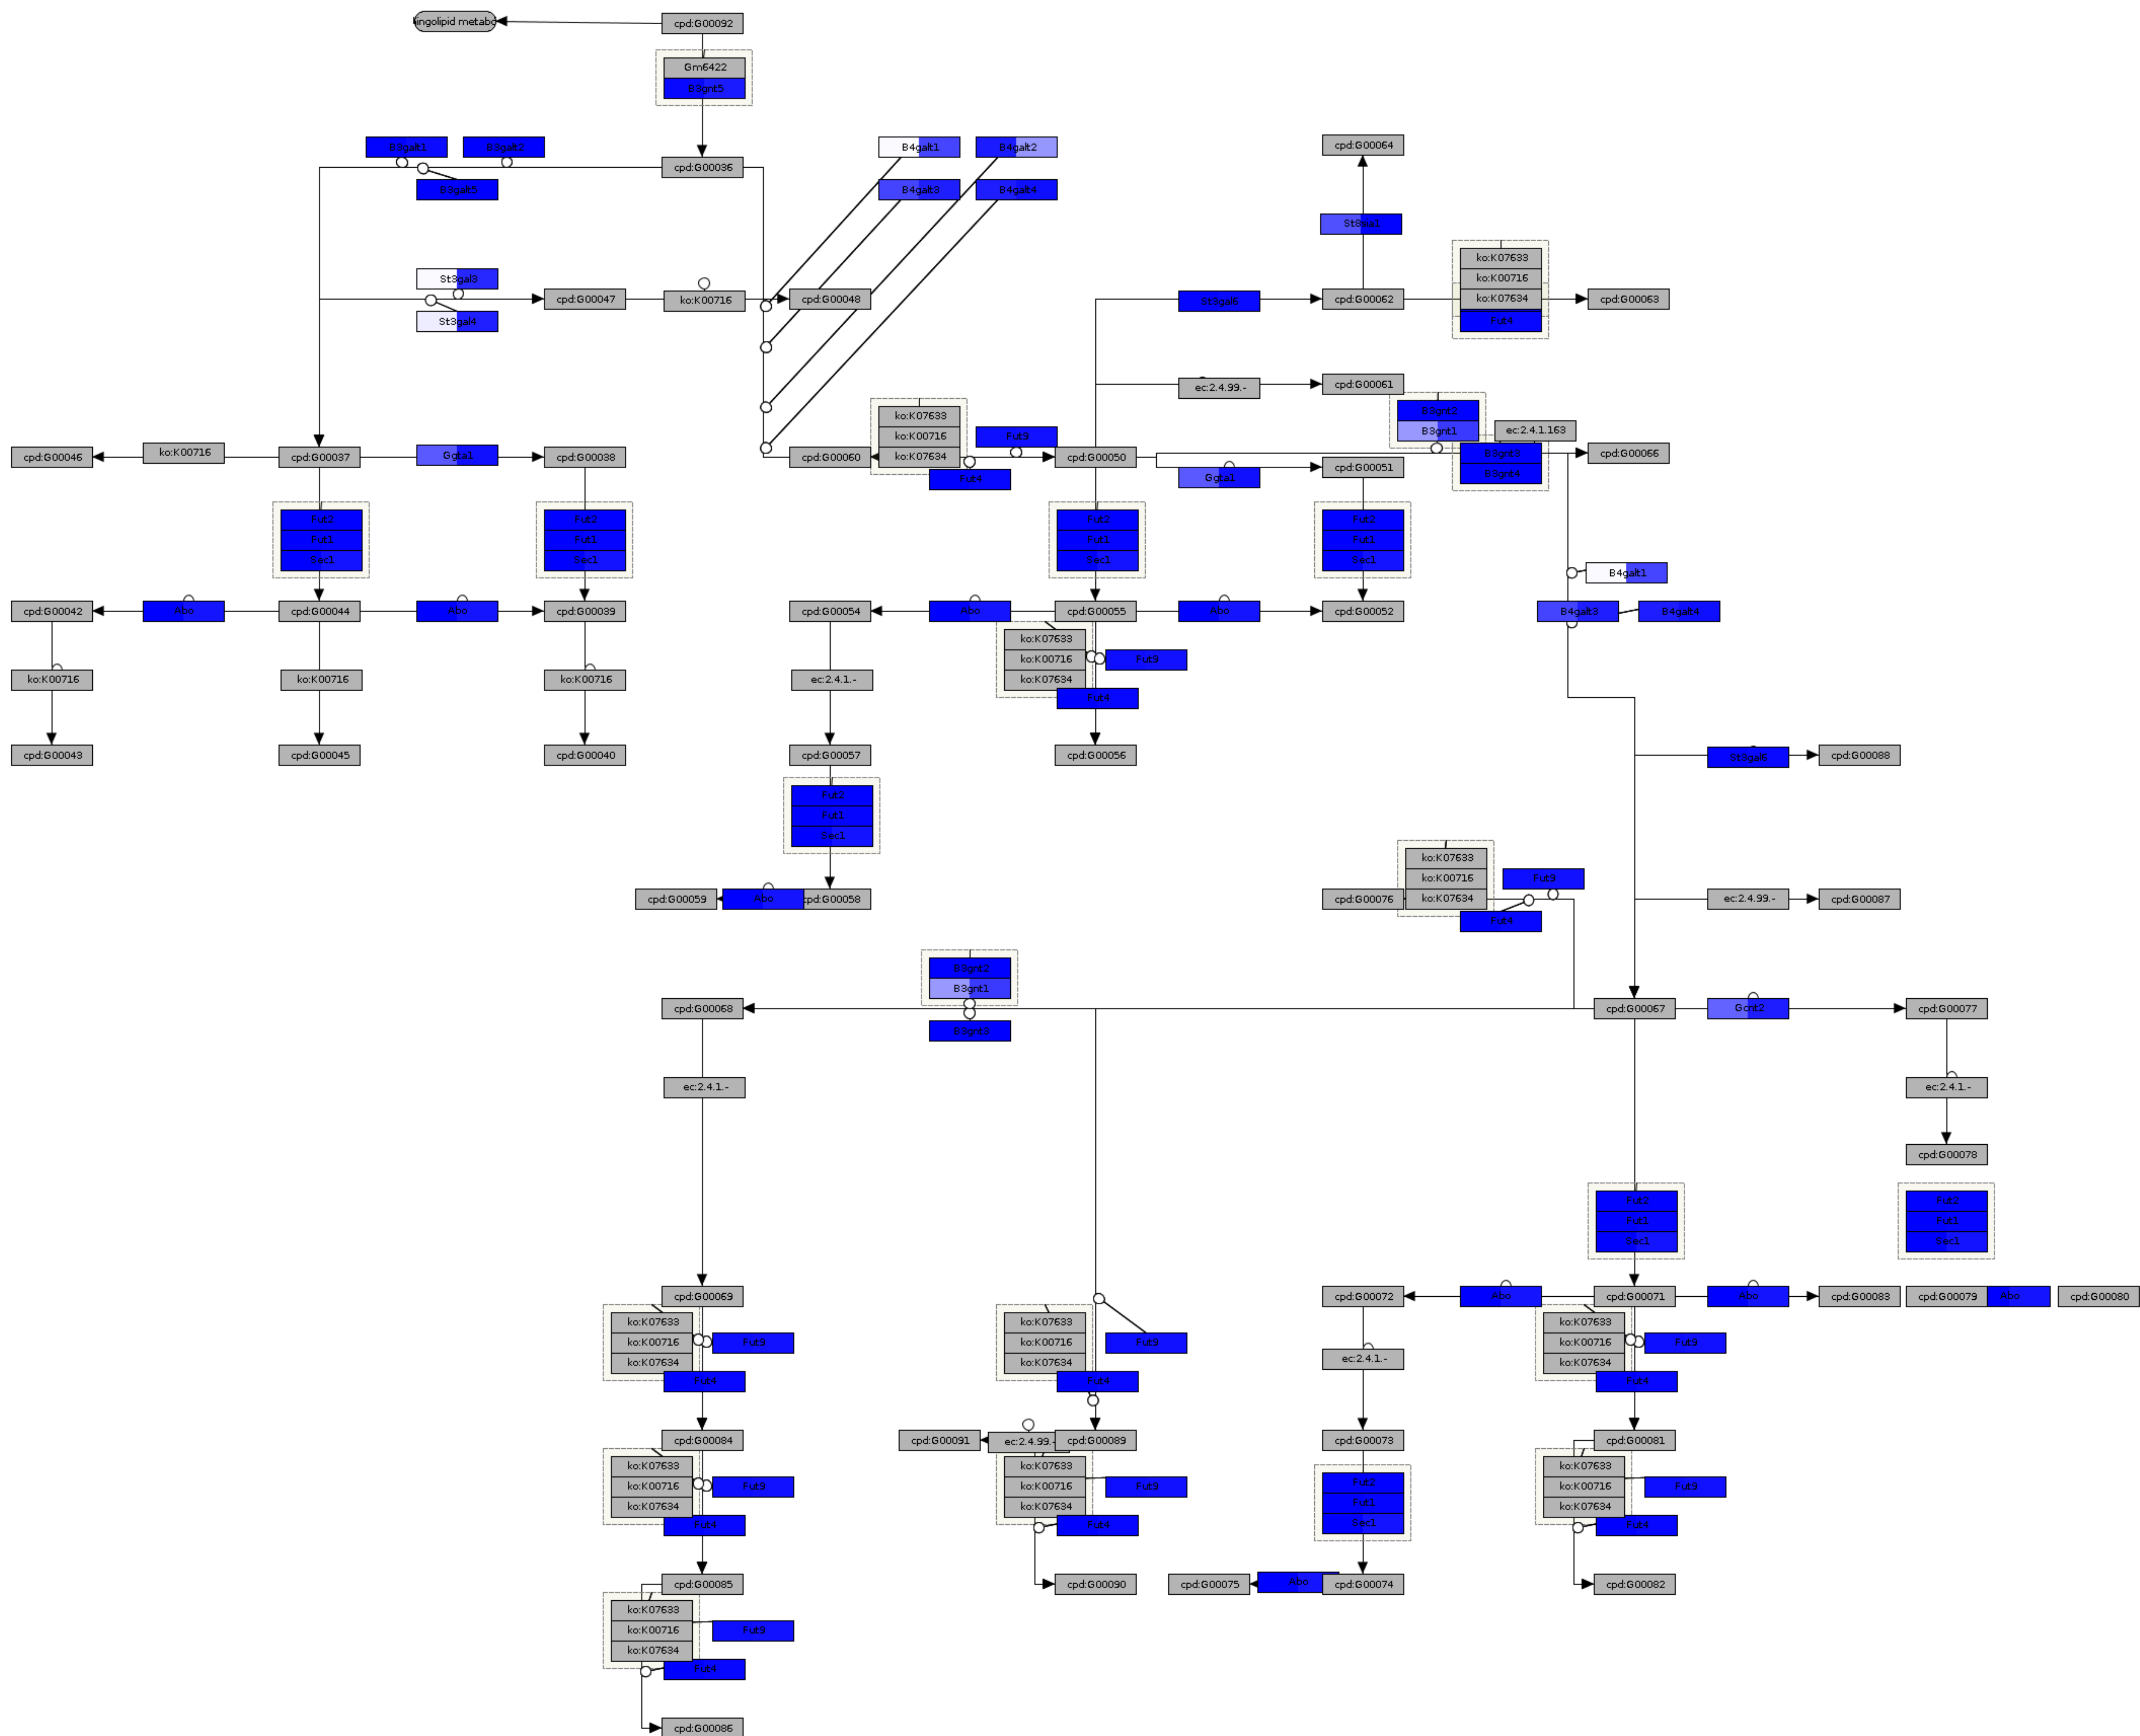 ingolipid metabo
cpd:G00092
Gm6422
B3gnt5
B3galt1
B3galt2
B4galt1
B4galt2
cpd:G00064
cpd:G00036
B3galt5
B4galt3
B4galt4
St8sia1
ko:K07633
ko:K00716
ko:K07634
Fut4
St3gal3
cpd:G00047
ko:K00716
cpd:G00048
St3gal6
cpd:G00062
cpd:G00063
St3gal4
ec:2.4.99.-
cpd:G00061
ko:K07633
ko:K00716
ko:K07634
Fut9
B3gnt2
B3gnt1
ec:2.4.1.163
cpd:G00046
ko:K00716
cpd:G00037
Ggta1
cpd:G00038
cpd:G00060
Fut4
cpd:G00050
Ggta1
cpd:G00051
B3gnt3
B3gnt4
cpd:G00066
Fut2
Fut1
Sec1
Fut2
Fut1
Sec1
Fut2
Fut1
Sec1
Fut2
Fut1
Sec1
B4galt1
cpd:G00042
Abo
cpd:G00044
Abo
cpd:G00039
cpd:G00054
Abo
cpd:G00055
Abo
cpd:G00052
B4galt3
B4galt4
ko:K07633
ko:K00716
ko:K07634
Fut9
Fut4
ko:K00716
ko:K00716
ko:K00716
ec:2.4.1.-
cpd:G00043
cpd:G00045
cpd:G00040
cpd:G00057
cpd:G00056
St3gal6
cpd:G00088
Fut2
Fut1
Sec1
ko:K07633
ko:K00716
ko:K07634
Fut9
cpd:G00059
Abo
cpd:G00058
cpd:G00076
Fut4
ec:2.4.99.-
cpd:G00087
B3gnt2
B3gnt1
cpd:G00068
B3gnt3
cpd:G00067
Gcnt2
cpd:G00077
ec:2.4.1.-
ec:2.4.1.-
cpd:G00078
Fut2
Fut1
Sec1
Fut2
Fut1
Sec1
cpd:G00069
cpd:G00072
Abo
cpd:G00071
Abo
cpd:G00083
cpd:G00079
Abo
cpd:G00080
ko:K07633
ko:K00716
ko:K07634
Fut9
Fut4
ko:K07633
ko:K00716
ko:K07634
Fut9
Fut4
ec:2.4.1.-
ko:K07633
ko:K00716
ko:K07634
Fut9
Fut4
cpd:G00084
cpd:G00091
ec:2.4.99.-
cpd:G00089
cpd:G00073
cpd:G00081
ko:K07633
ko:K00716
ko:K07634
Fut9
Fut4
ko:K07633
ko:K00716
ko:K07634
Fut9
Fut4
Fut2
Fut1
Sec1
ko:K07633
ko:K00716
ko:K07634
Fut9
Fut4
cpd:G00085
cpd:G00090
cpd:G00075
Abo
cpd:G00074
cpd:G00082
ko:K07633
ko:K00716
ko:K07634
Fut9
Fut4
cpd:G00086